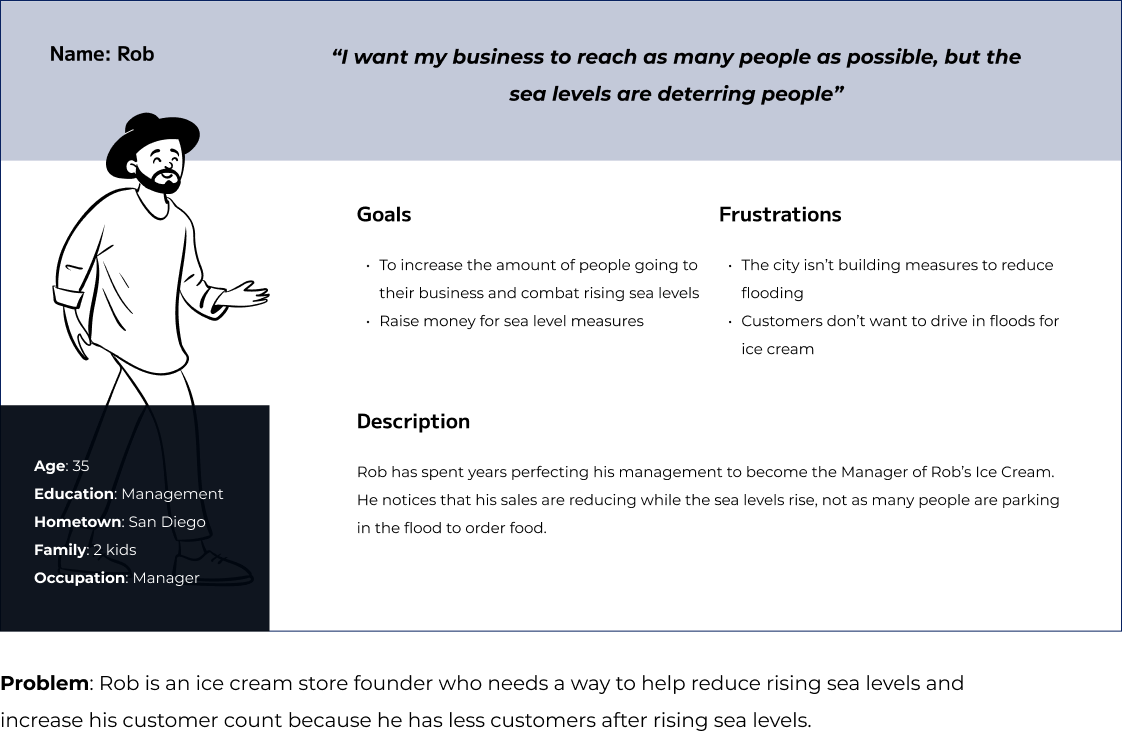 Name: Rob
“I want my business to reach as many people as possible, but the
sea levels are deterring people”
Goals
• To increase the amount of people going to
their business and combat rising sea levels
• Raise money for sea level measures
Frustrations
• The city isn’t building measures to reduce
flooding
• Customers don’t want to drive in floods for
ice cream
Age: 35
Education: Management
Hometown: San Diego
Family: 2 kids
Occupation: Manager
Description
Rob has spent years perfecting his management to become the Manager of Rob’s Ice Cream.
He notices that his sales are reducing while the sea levels rise, not as many people are parking
in the flood to order food.
Problem: Rob is an ice cream store founder who needs a way to help reduce rising sea levels and
increase his customer count because he has less customers after rising sea levels.